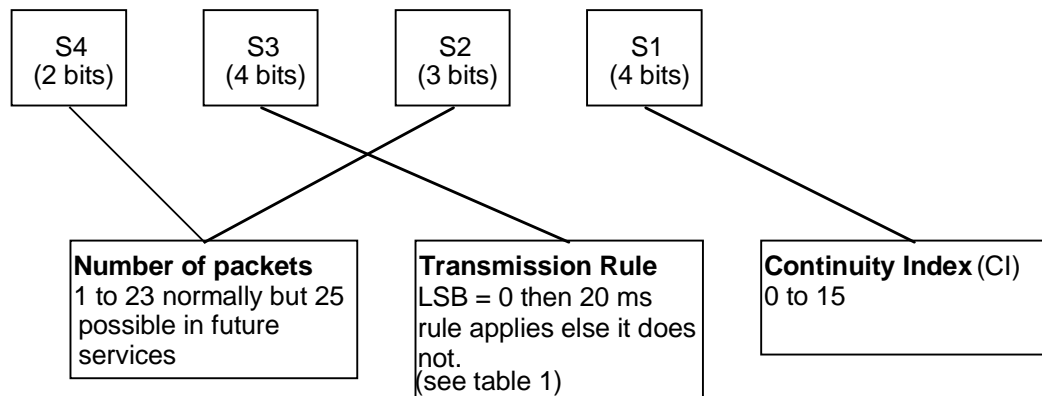 S4
(2 bits)
S3
(4 bits)
S2
(3 bits)
S1
(4 bits)
Number of packets
1 to 23 normally but 25
possible in future
services
Transmission Rule
LSB = 0 then 20 ms
rule applies else it does
not.
(see table 1)
Continuity Index (CI)
0 to 15